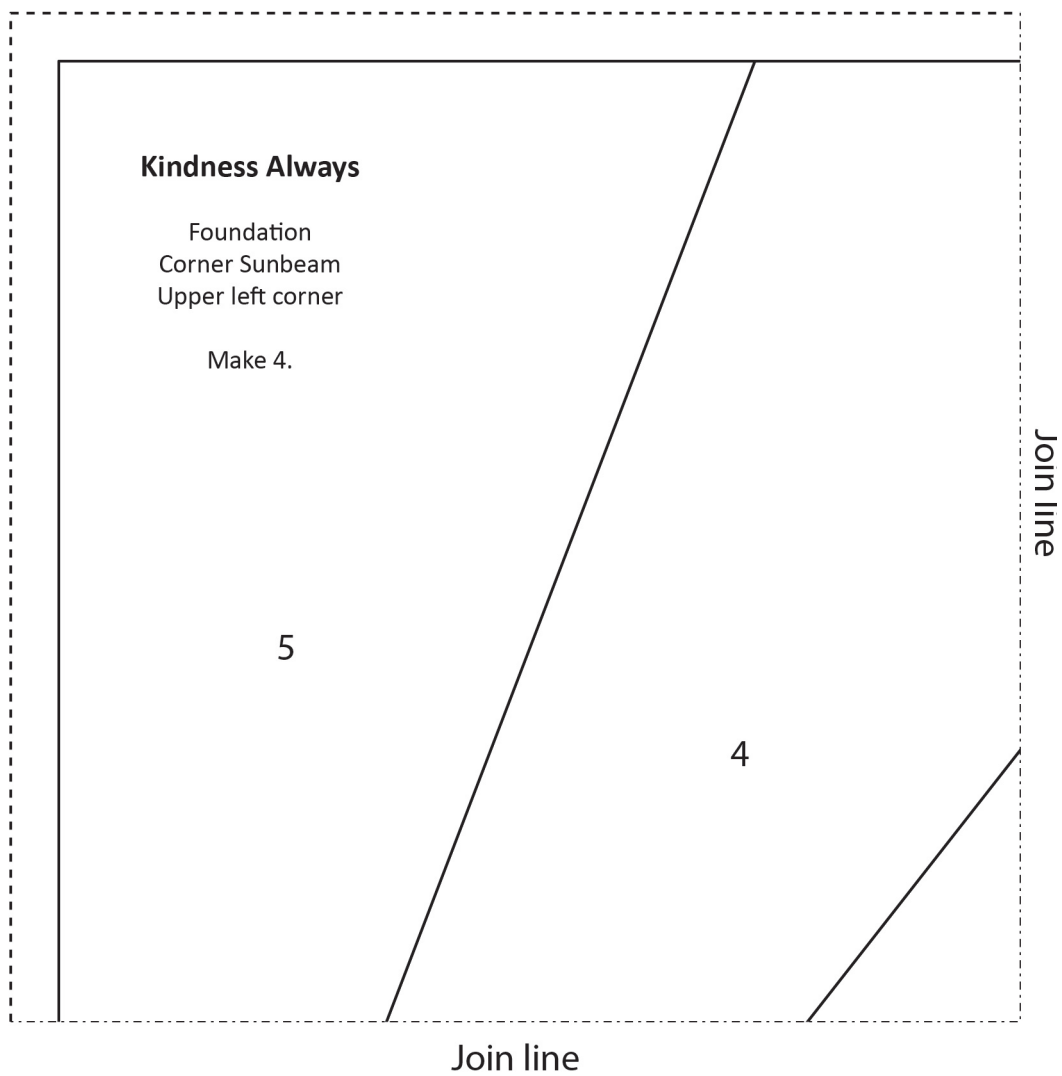 Kindness Always
Foundation
Corner Sunbeam
Upper left corner
Make 4.
Join line
5
4
Join line